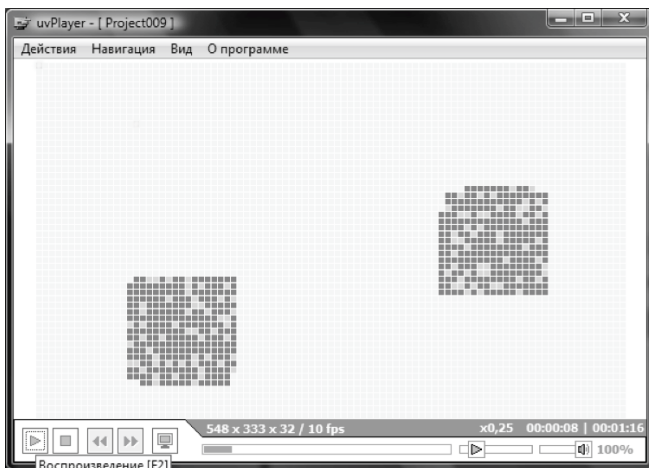 uvPlayer - [ Project009 ]
Действия Навигация Вид О программе
548 x 333 x 32 / 10 fps x0,25 00:00:08 | 00:01:16
100%
Воспроизведение [F2]